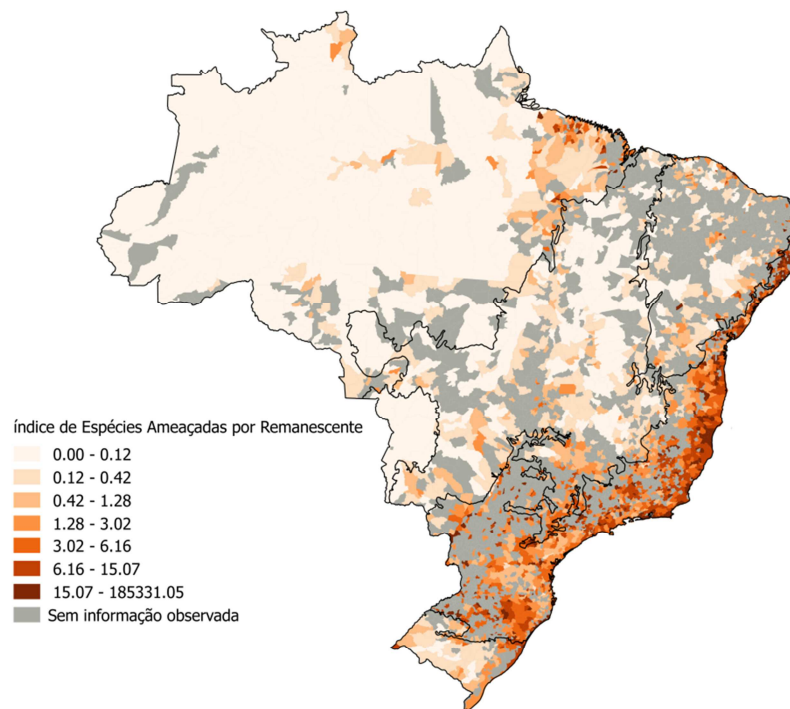 índice de Espécies Ameaçadas por Remanescente
0.00 - 0.12
0.12 - 0.42
0.42 - 1.28
1.28 - 3.02
3.02 - 6.16
6.16 - 15.07
15.07 - 185331.05
Sem informação observada